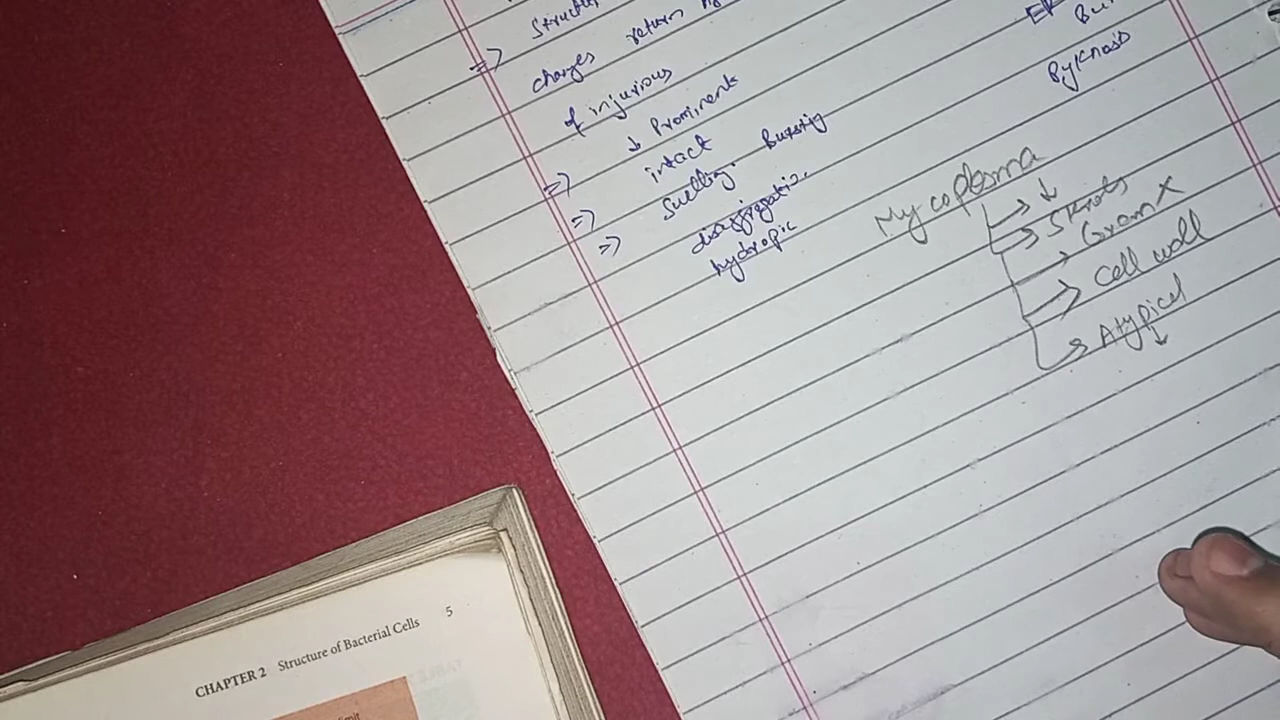 => Structu
changes return
of injurious
↓ Prominent
=> intact
=> Swelling. Bursting
=>
hydropic
Pyknosis
Mycoplasma
↓
Gram X
Cell wall
Atypical
↓
CHAPTER 2 Structure of Bacterial Cells 5
limit